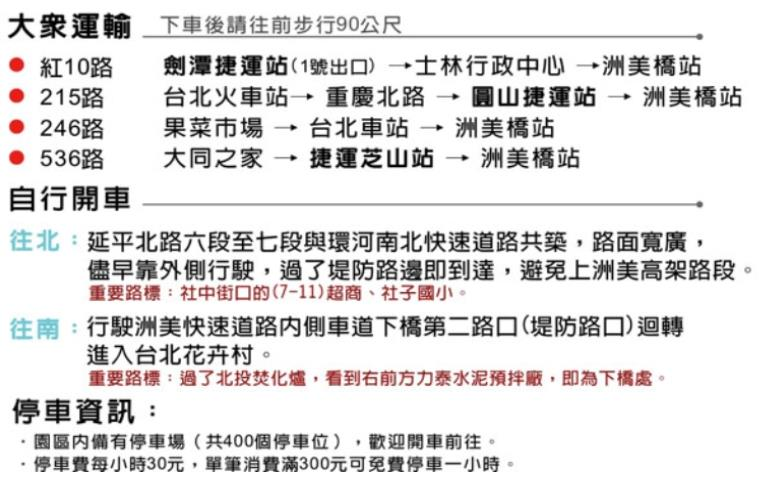 大衆運輸 下車後請往前步行90公尺
● 紅10路 劍潭捷運站(1號出口) →士林行政中心 →洲美橋站
● 215路 台北火車站→ 重慶北路 → 圓山捷運站 → 洲美橋站
● 246路 果菜市場 → 台北車站 → 洲美橋站
● 536路 大同之家 → 捷運芝山站 → 洲美橋站
自行開車
往北：延平北路六段至七段與環河南北快速道路共築，路面寬廣，
儘早靠外側行駛，過了堤防路邊即到達，避免上洲美高架路段。
重要路標：社中街口的(7-11)超商、社子國小。
往南：行駛洲美快速道路內側車道下橋第二路口(堤防路口)迴轉
進入台北花卉村。
重要路標：過了北投焚化爐，看到右前方力泰水泥預拌廠，即為下橋處。
停車資訊：
．園區內備有停車場（共400個停車位），歡迎開車前往。
．停車費每小時30元，單筆消費滿300元可免費停車一小時。